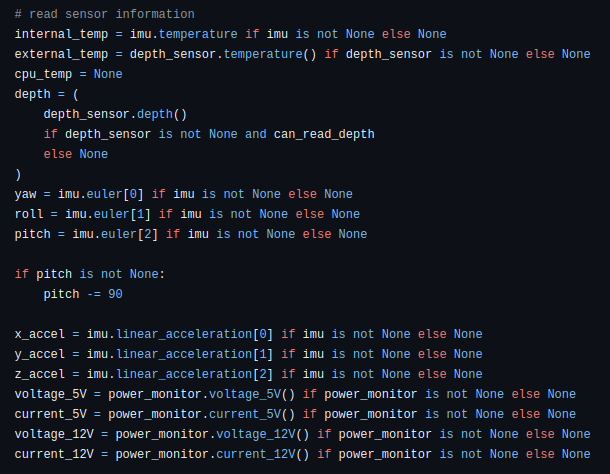 # read sensor information
internal_temp = imu.temperature if imu is not None else None
external_temp = depth_sensor.temperature() if depth_sensor is not None else None
cpu_temp = None
depth = (
    depth_sensor.depth()
    if depth_sensor is not None and can_read_depth
    else None
)
yaw = imu.euler[0] if imu is not None else None
roll = imu.euler[1] if imu is not None else None
pitch = imu.euler[2] if imu is not None else None

if pitch is not None:
    pitch -= 90

x_accel = imu.linear_acceleration[0] if imu is not None else None
y_accel = imu.linear_acceleration[1] if imu is not None else None
z_accel = imu.linear_acceleration[2] if imu is not None else None
voltage_5V = power_monitor.voltage_5V() if power_monitor is not None else None
current_5V = power_monitor.current_5V() if power_monitor is not None else None
voltage_12V = power_monitor.voltage_12V() if power_monitor is not None else None
current_12V = power_monitor.current_12V() if power_monitor is not None else None